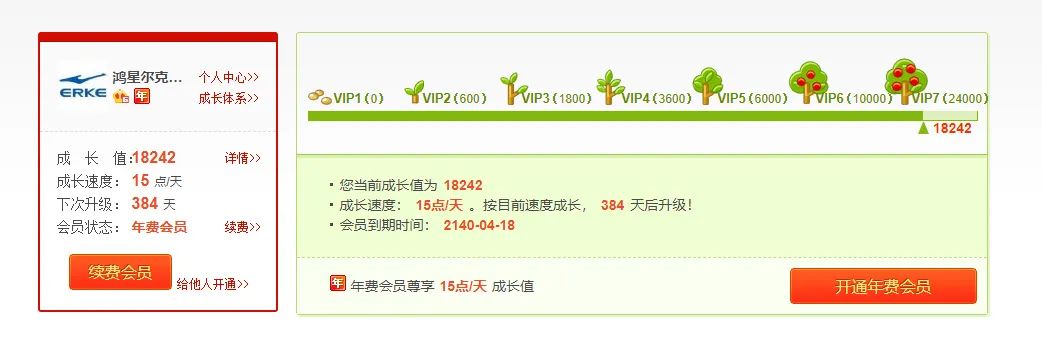 鸿星尔克... 个人中心>>
ERKE 年 成长体系>>
成 长 值:18242 详情>>
成长速度： 15 点/天
下次升级： 384 天
会员状态： 年费会员 续费>>
续费会员 给他人开通>>
VIP1(0) VIP2(600) VIP3(1800) VIP4(3600) VIP5(6000) VIP6(10000) VIP7(24000)
18242
· 您当前成长值为 18242
· 成长速度： 15点/天 。按目前速度成长， 384 天后升级！
· 会员到期时间： 2140-04-18
年 年费会员尊享 15点/天 成长值 开通年费会员